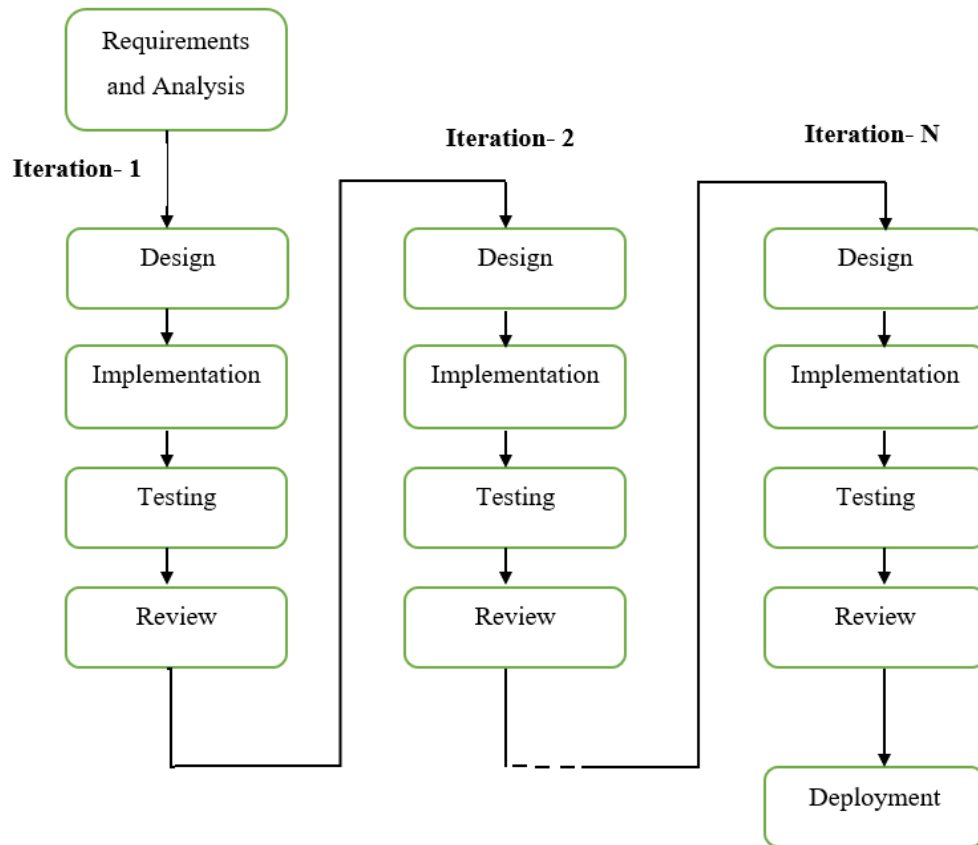 Requirements
and Analysis
Iteration- 1
Design
Implementation
Testing
Review
Iteration- 2
Design
Implementation
Testing
Review
Iteration- N
Design
Implementation
Testing
Review
Deployment